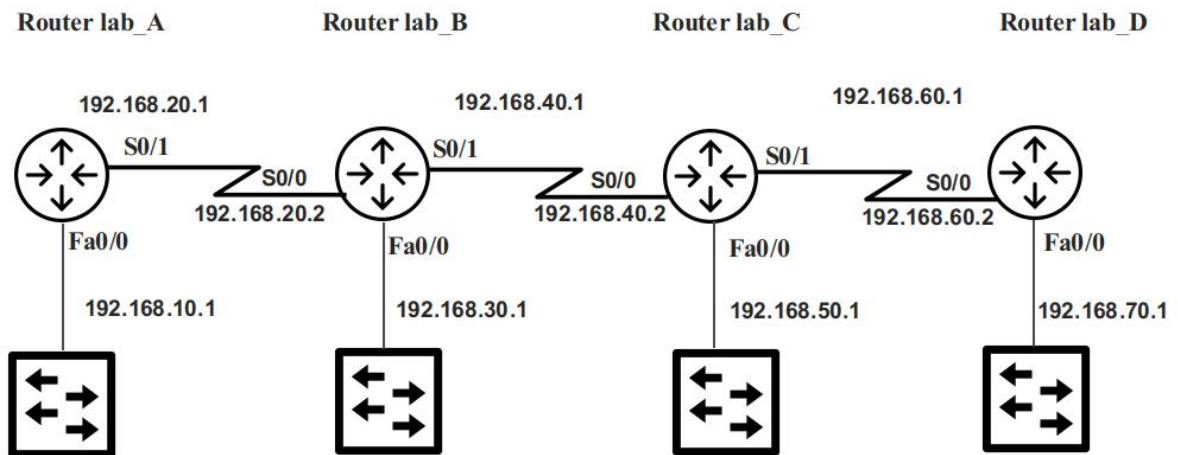 Router lab_A
Router lab_B
Router lab_C
Router lab_D
192.168.20.1
192.168.40.1
192.168.60.1
S0/1
S0/0
192.168.20.2
S0/1
S0/0
192.168.40.2
S0/1
S0/0
192.168.60.2
Fa0/0
Fa0/0
Fa0/0
Fa0/0
192.168.10.1
192.168.30.1
192.168.50.1
192.168.70.1